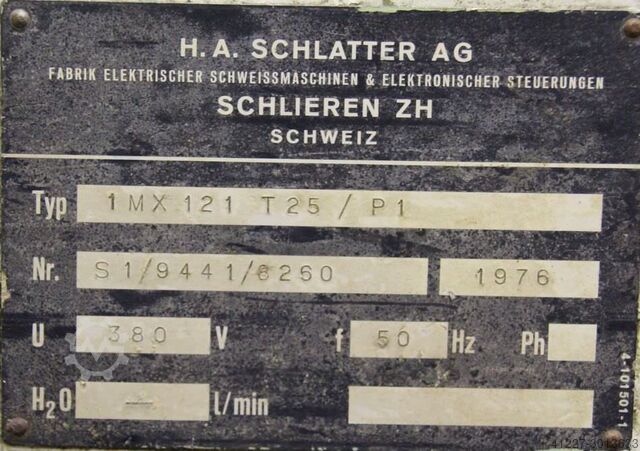 H. A. SCHLATTER AG
FABRIK ELEKTRISCHER SCHWEISSMASCHINEN & ELEKTRONISCHER STEUERUNGEN
SCHLIEREN ZH
SCHWEIZ
Typ 1MX 121 T25 / P1
Nr. S1/9441/6260 1976
U 380 V f 50 Hz Ph
H₂O — l/min
4-101501-1